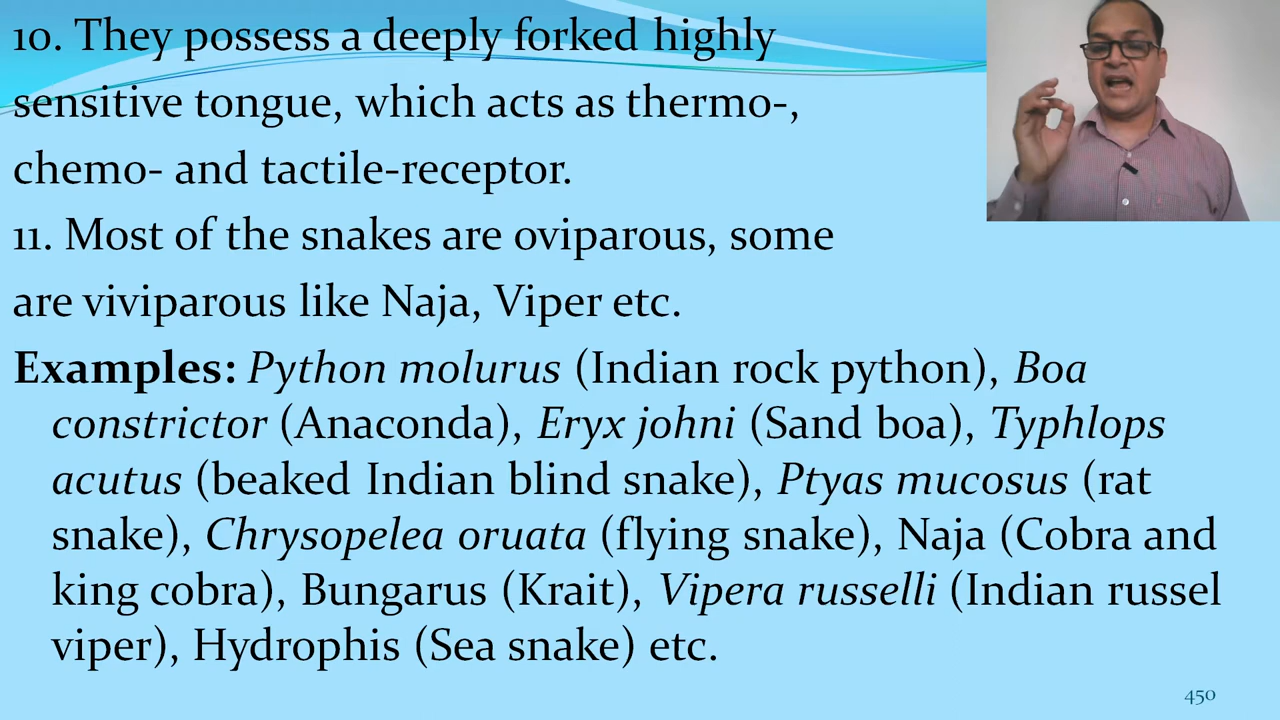 10. They possess a deeply forked highly
sensitive tongue, which acts as thermo-,
chemo- and tactile-receptor.
11. Most of the snakes are oviparous, some
are viviparous like Naja, Viper etc.
Examples: Python molurus (Indian rock python), Boa
constrictor (Anaconda), Eryx johni (Sand boa), Typhlops
acutus (beaked Indian blind snake), Ptyas mucosus (rat
snake), Chrysopelea oruata (flying snake), Naja (Cobra and
king cobra), Bungarus (Krait), Vipera russelli (Indian russel
viper), Hydrophis (Sea snake) etc.
450